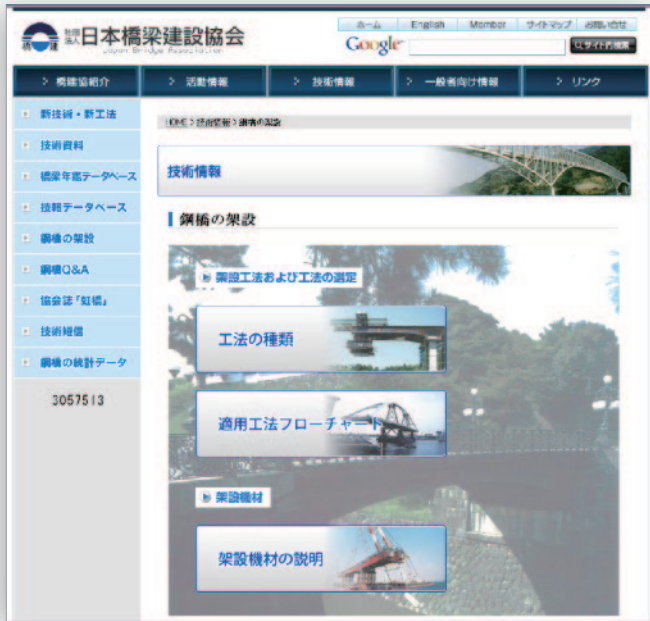 社団法人日本橋梁建設協会
Japan Bridge Association
ホーム English Member サイトマップ お問い合せ
Google サイト内検索
> 橋建協紹介 > 活動情報 > 技術情報 > 一般者向け情報 > リンク
新技術・新工法
技術資料
橋梁年鑑データベース
技報データベース
鋼橋の架設
鋼橋Q&A
協会誌「虹橋」
技術短信
鋼橋の統計データ
3057513
HOME > 技術情報 > 鋼橋の架設
技術情報
鋼橋の架設
架設工法および工法の選定
工法の種類
適用工法フローチャート
架設機材
架設機材の説明